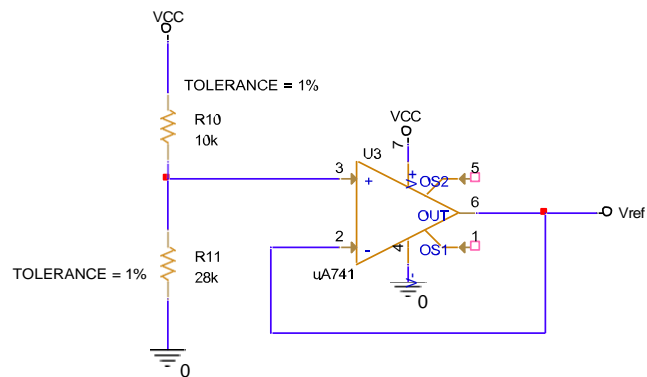 VCC
TOLERANCE = 1%
R10
10k
VCC
7
U3
V+
3
+
OS2
5
OUT
6
Vref
2
-
4
OS1
1
V-
uA741
0
R11
28k
TOLERANCE = 1%
0